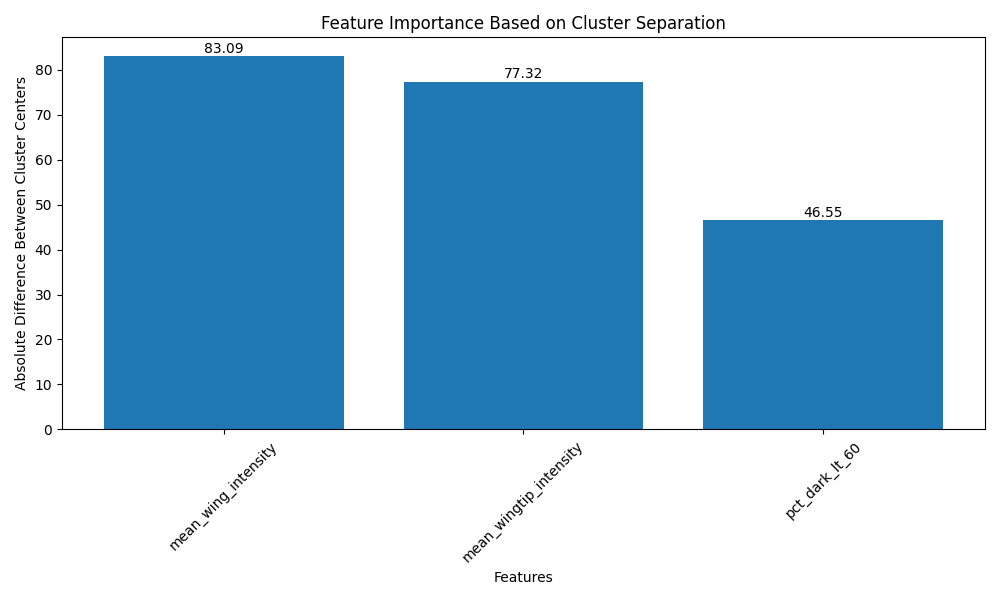 Feature Importance Based on Cluster Separation
83.09
77.32
46.55
80
70
60
50
40
30
20
10
0
Absolute Difference Between Cluster Centers
mean_wing_intensity
mean_wingtip_intensity
pct_dark_lt_60
Features